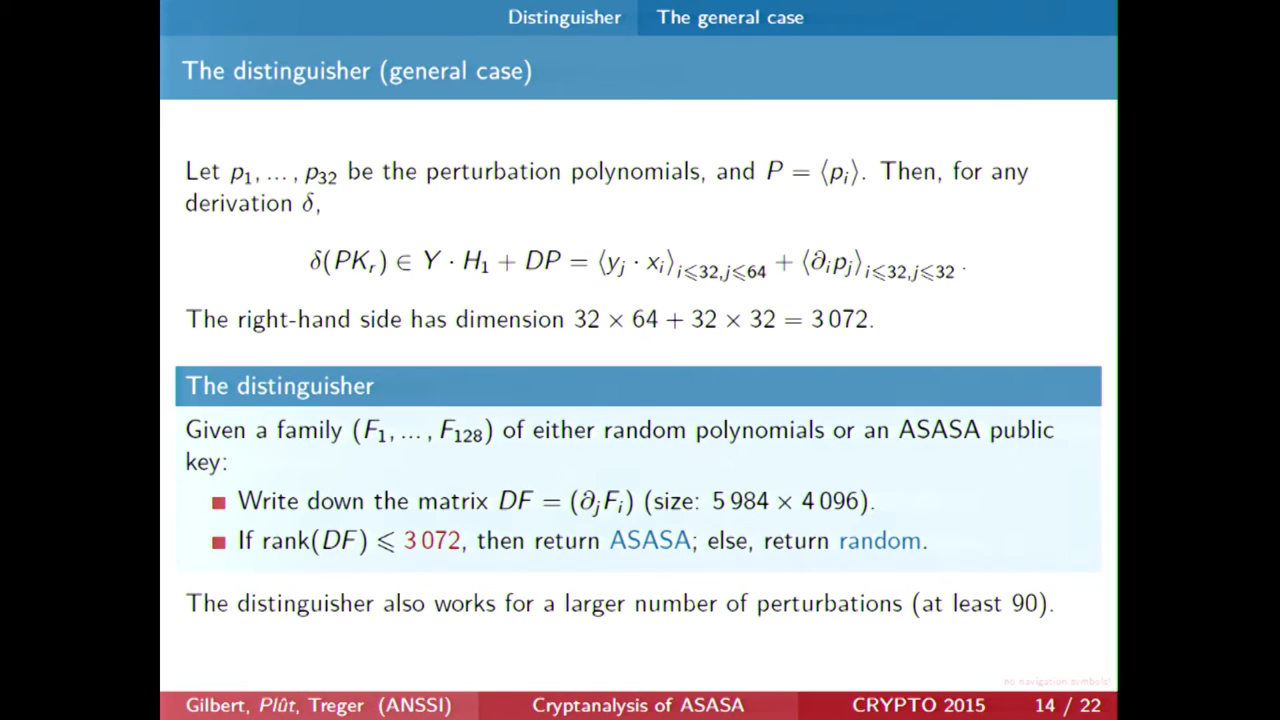 Distinguisher The general case
The distinguisher (general case)
Let p₁, ... , p₃₂ be the perturbation polynomials, and P = ⟨pᵢ⟩. Then, for any
derivation δ,
δ(PKᵣ) ∈ Y · H₁ + DP = ⟨yⱼ · xᵢ⟩ᵢ⩽₃₂,ⱼ⩽₆₄ + ⟨∂ᵢpⱼ⟩ᵢ⩽₃₂,ⱼ⩽₃₂ .
The right-hand side has dimension 32 × 64 + 32 × 32 = 3 072.
The distinguisher
Given a family (F₁, ... , F₁₂₈) of either random polynomials or an ASASA public
key:
Write down the matrix DF = (∂ⱼFᵢ) (size: 5 984 × 4 096).
If rank(DF) ⩽ 3 072, then return ASASA; else, return random.
The distinguisher also works for a larger number of perturbations (at least 90).
no navigation symbols!
Gilbert, Plût, Treger (ANSSI) Cryptanalysis of ASASA CRYPTO 2015 14 / 22